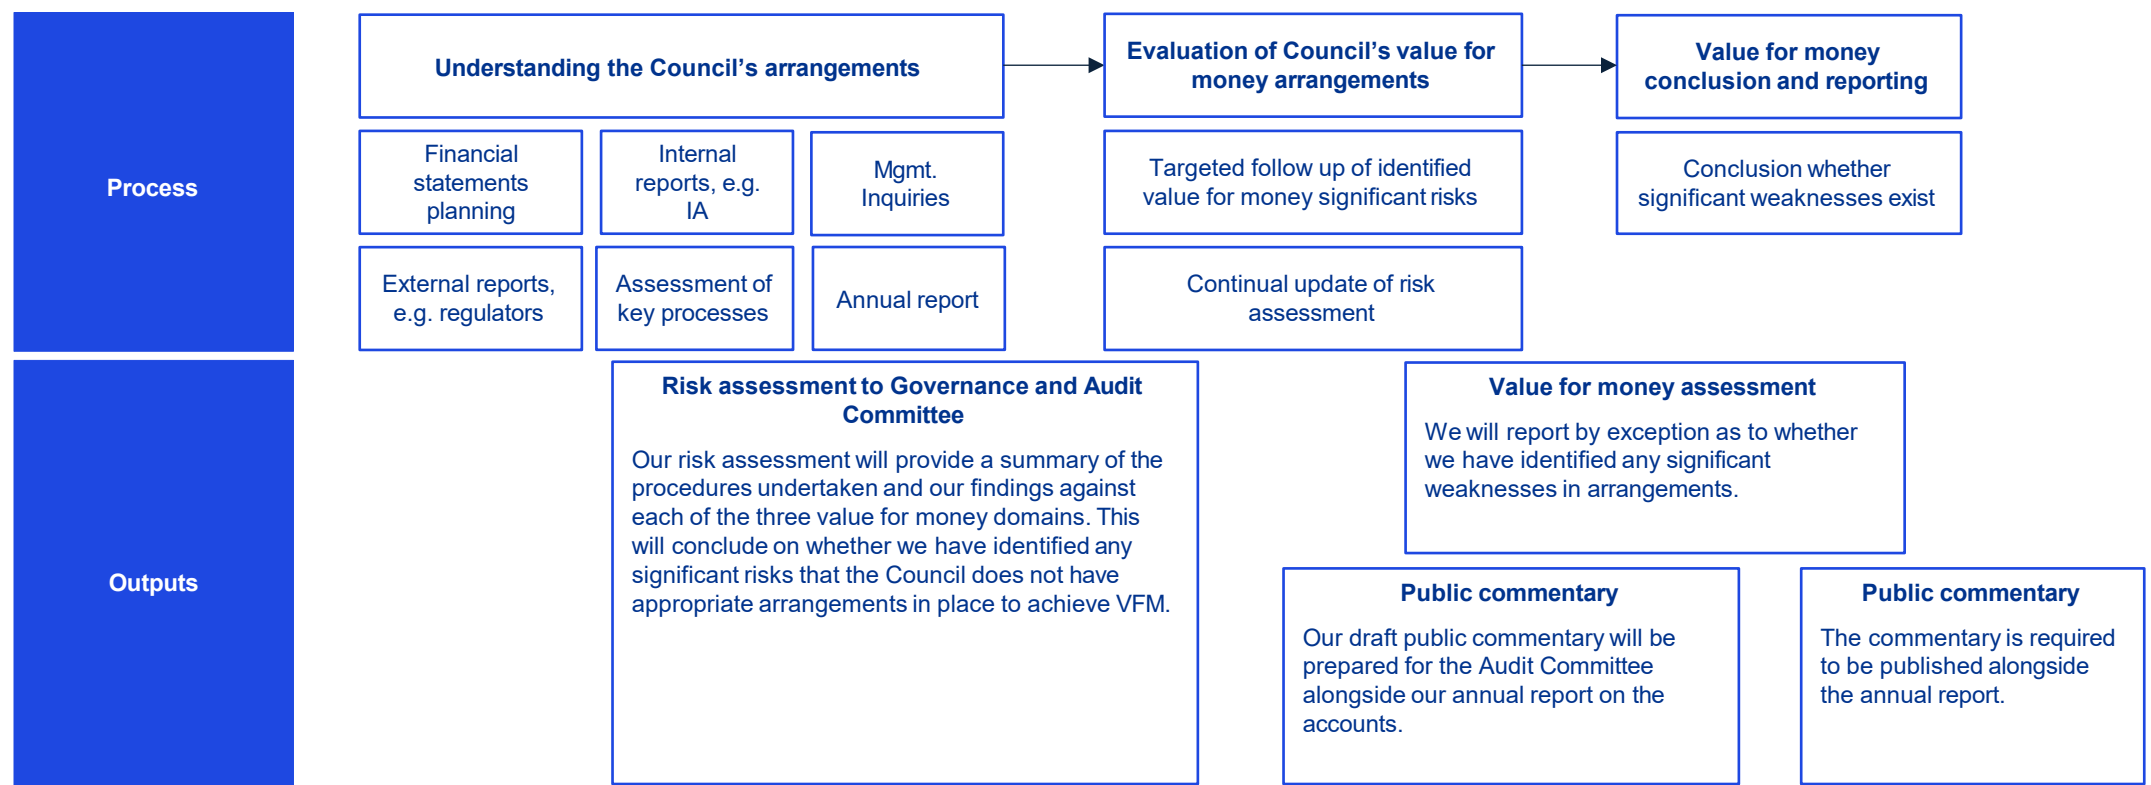 Process
Understanding the Council’s arrangements
Evaluation of Council’s value for
money arrangements
Value for money
conclusion and reporting
Financial
statements
planning
Internal
reports, e.g.
IA
Mgmt.
Inquiries
Targeted follow up of identified
value for money significant risks
Conclusion whether
significant weaknesses exist
External reports,
e.g. regulators
Assessment of
key processes
Annual report
Continual update of risk
assessment
Outputs
Risk assessment to Governance and Audit
Committee
Our risk assessment will provide a summary of the
procedures undertaken and our findings against
each of the three value for money domains. This
will conclude on whether we have identified any
significant risks that the Council does not have
appropriate arrangements in place to achieve VFM.
Value for money assessment
We will report by exception as to whether
we have identified any significant
weaknesses in arrangements.
Public commentary
Our draft public commentary will be
prepared for the Audit Committee
alongside our annual report on the
accounts.
Public commentary
The commentary is required
to be published alongside
the annual report.